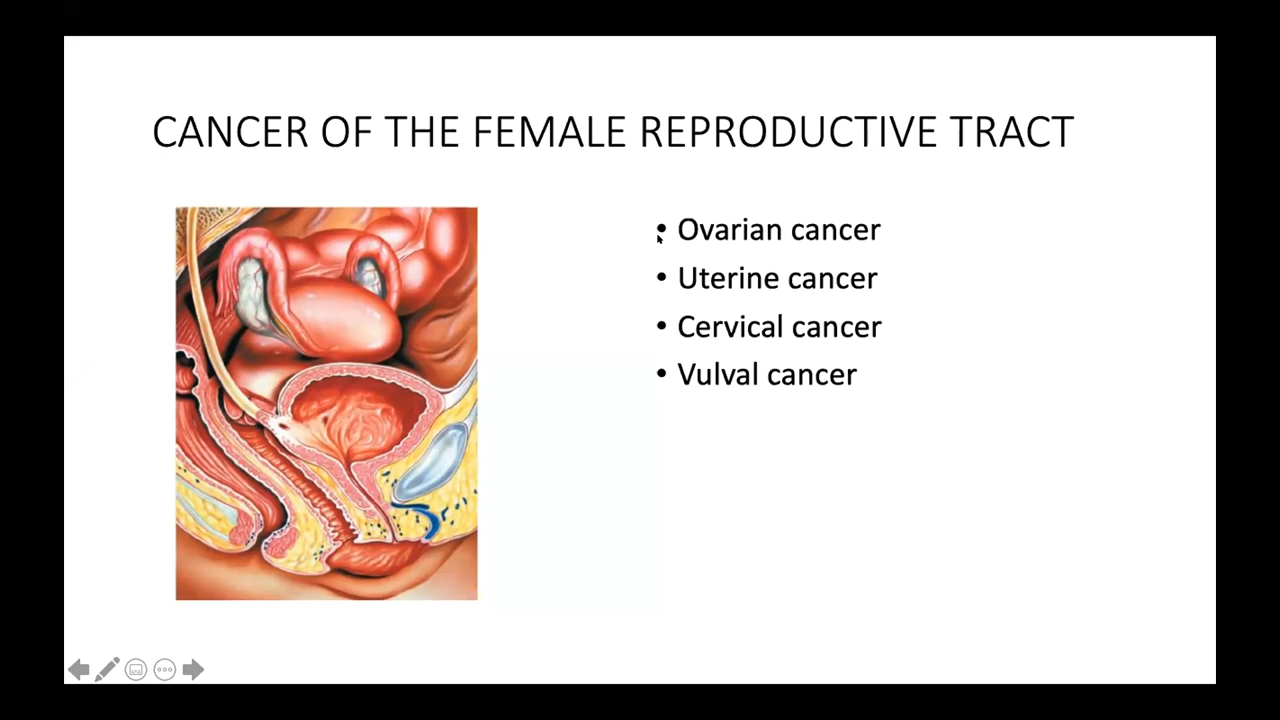 CANCER OF THE FEMALE REPRODUCTIVE TRACT
• Ovarian cancer
• Uterine cancer
• Cervical cancer
• Vulval cancer